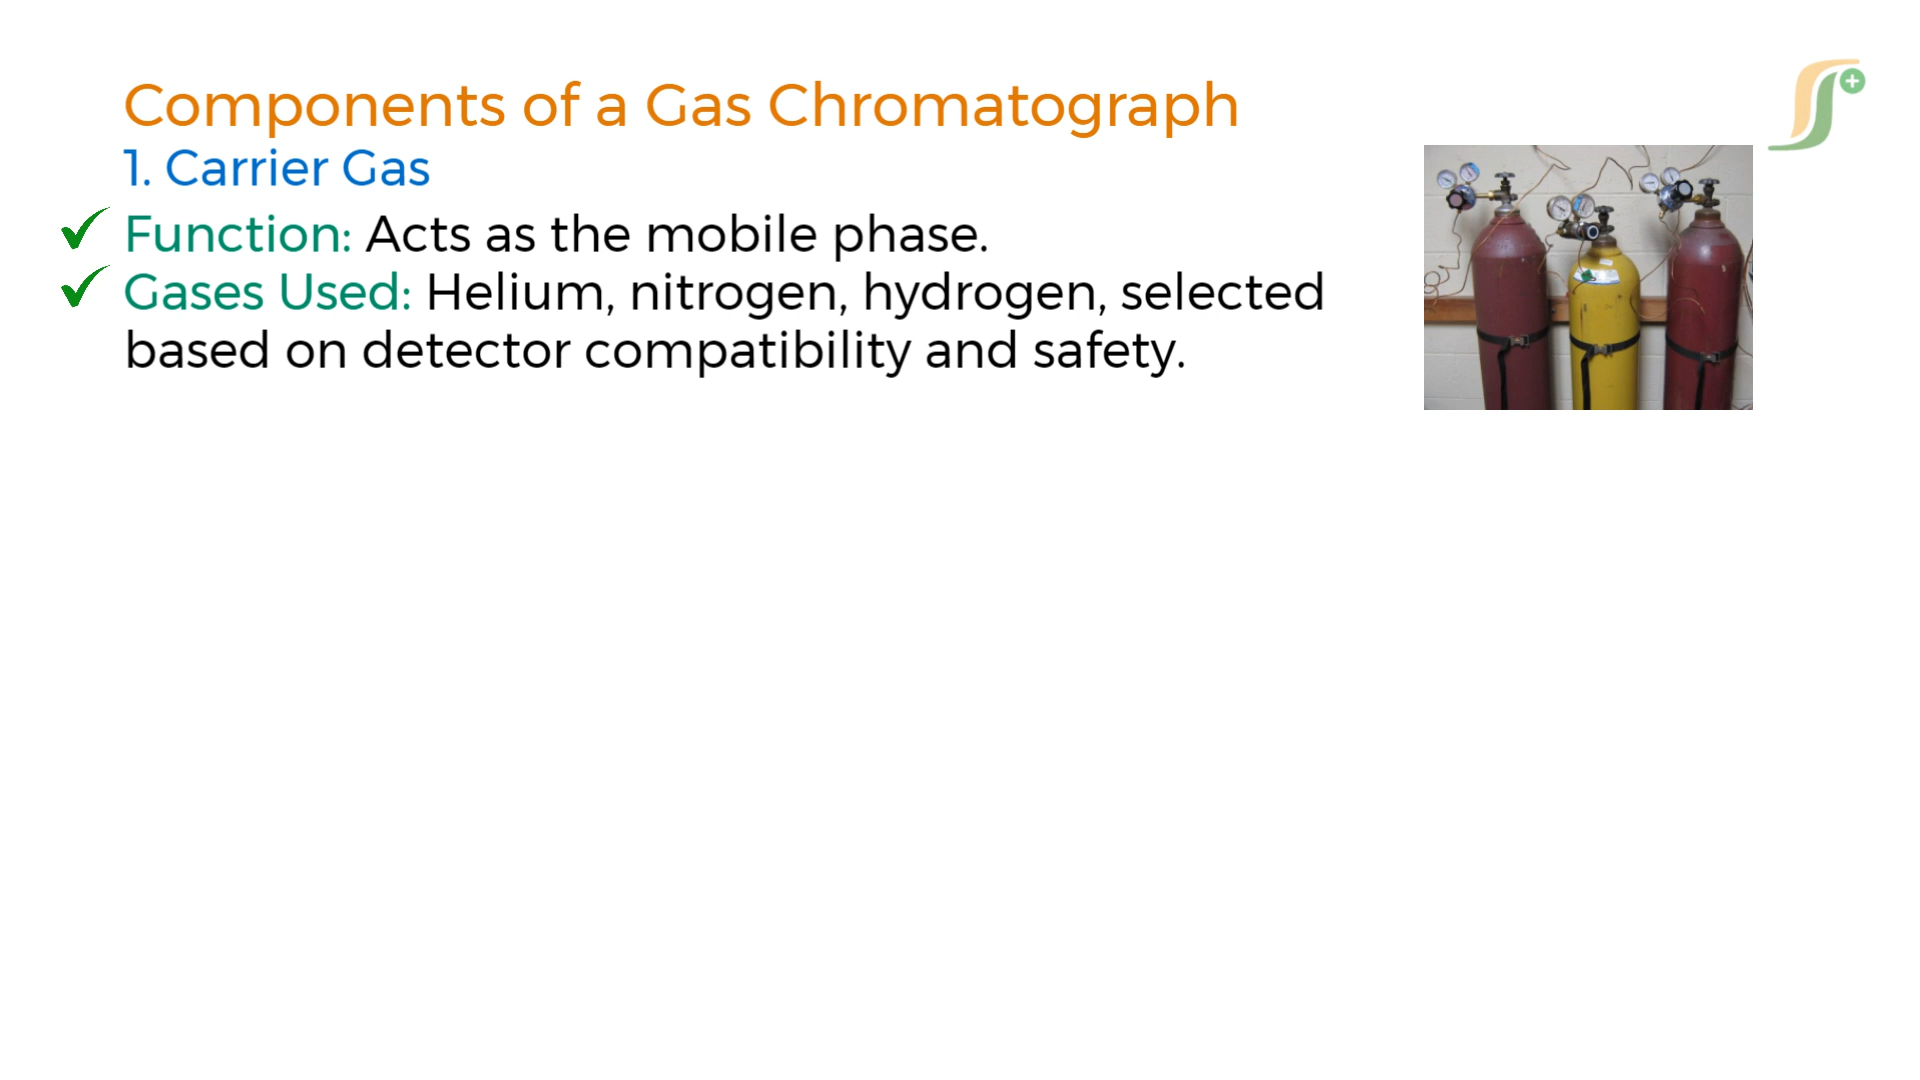 Components of a Gas Chromatograph
1. Carrier Gas
Function: Acts as the mobile phase.
Gases Used: Helium, nitrogen, hydrogen, selected
based on detector compatibility and safety.